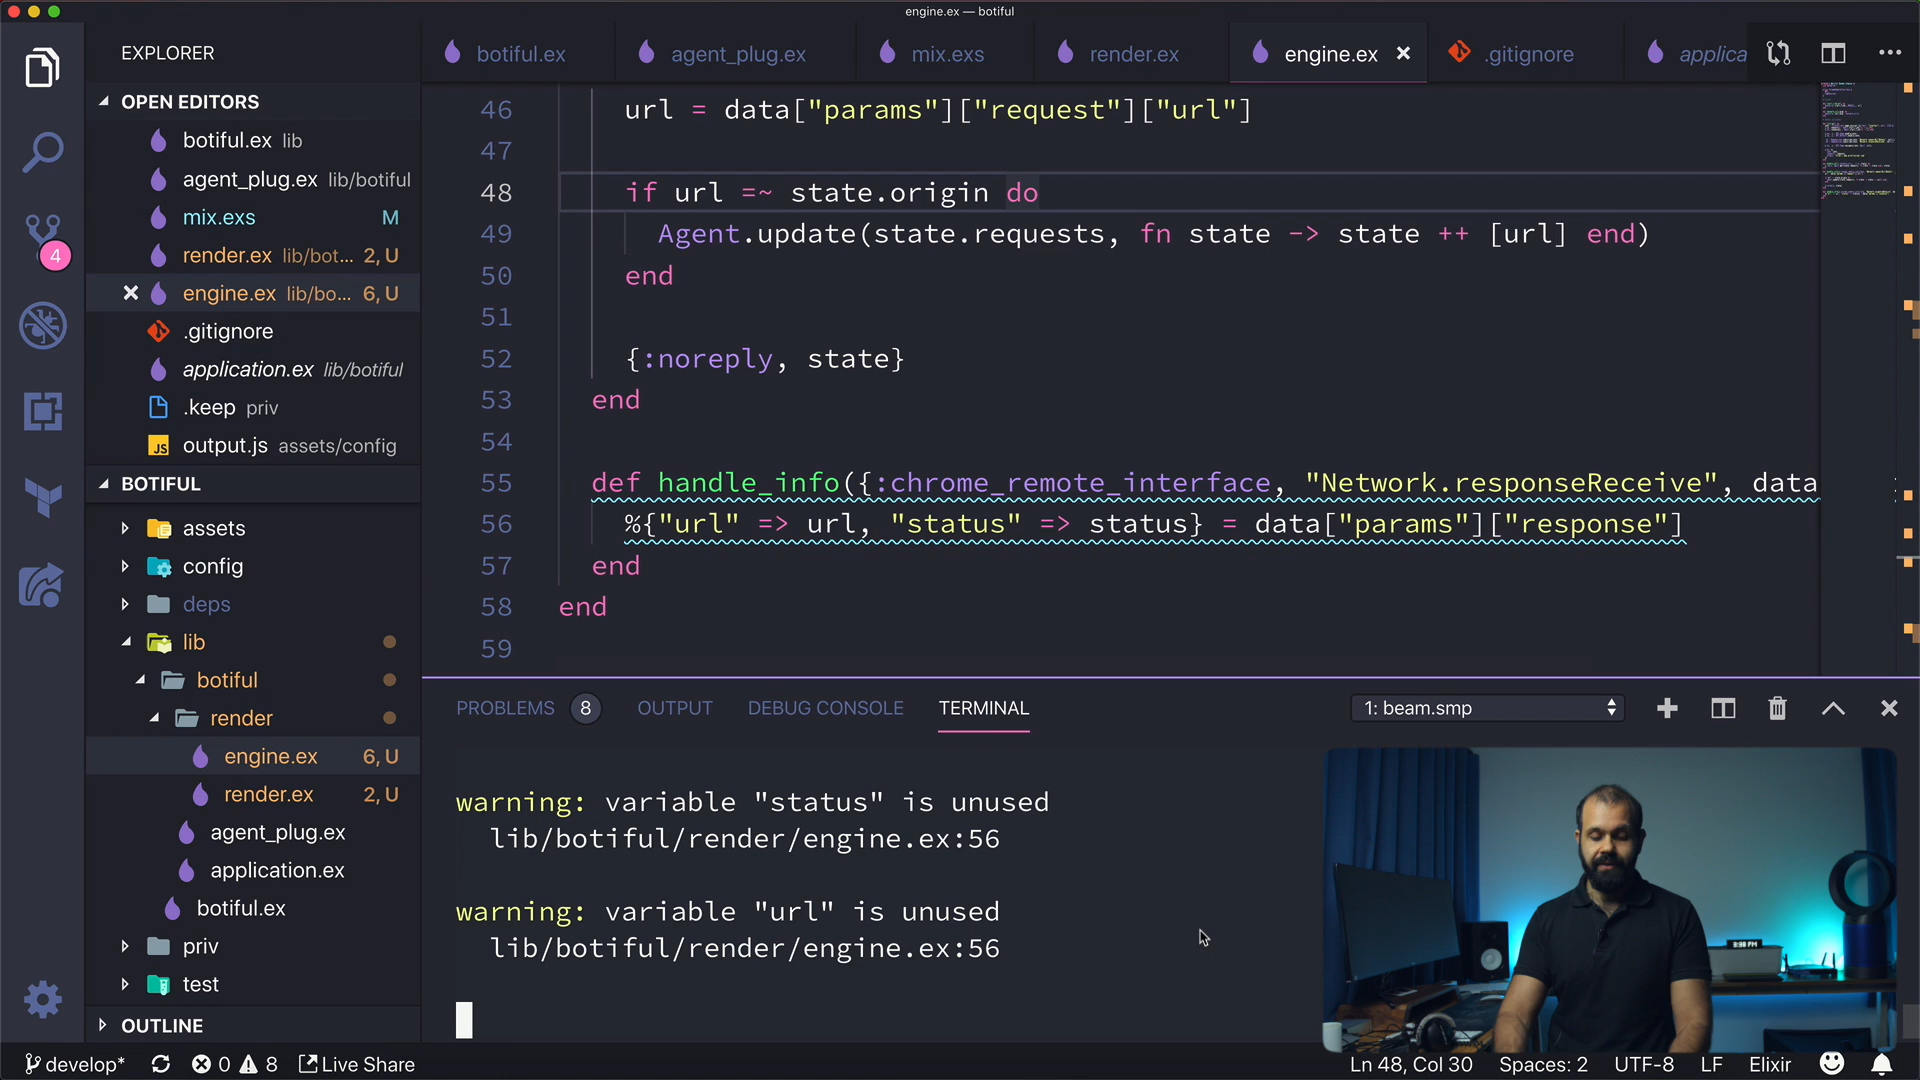 engine.ex — botiful
EXPLORER
OPEN EDITORS
botiful.ex lib
agent_plug.ex lib/botiful
mix.exs M
render.ex lib/bot... 2, U
engine.ex lib/bo... 6, U
.gitignore
application.ex lib/botiful
.keep priv
output.js assets/config
BOTIFUL
assets
config
deps
lib
botiful
render
engine.ex 6, U
render.ex 2, U
agent_plug.ex
application.ex
botiful.ex
priv
test
OUTLINE
4
JS
botiful.ex
agent_plug.ex
mix.exs
render.ex
engine.ex
.gitignore
applica
46 url = data["params"]["request"]["url"]
47
48 if url =~ state.origin do
49 Agent.update(state.requests, fn state -> state ++ [url] end)
50 end
51
52 {:noreply, state}
53 end
54
55 def handle_info({:chrome_remote_interface, "Network.responseReceive", data
56 %{"url" => url, "status" => status} = data["params"]["response"]
57 end
58 end
59
PROBLEMS 8 OUTPUT DEBUG CONSOLE TERMINAL 1: beam.smp
warning: variable "status" is unused
lib/botiful/render/engine.ex:56
warning: variable "url" is unused
lib/botiful/render/engine.ex:56
develop* 0 8 Live Share Ln 48, Col 30 Spaces: 2 UTF-8 LF Elixir